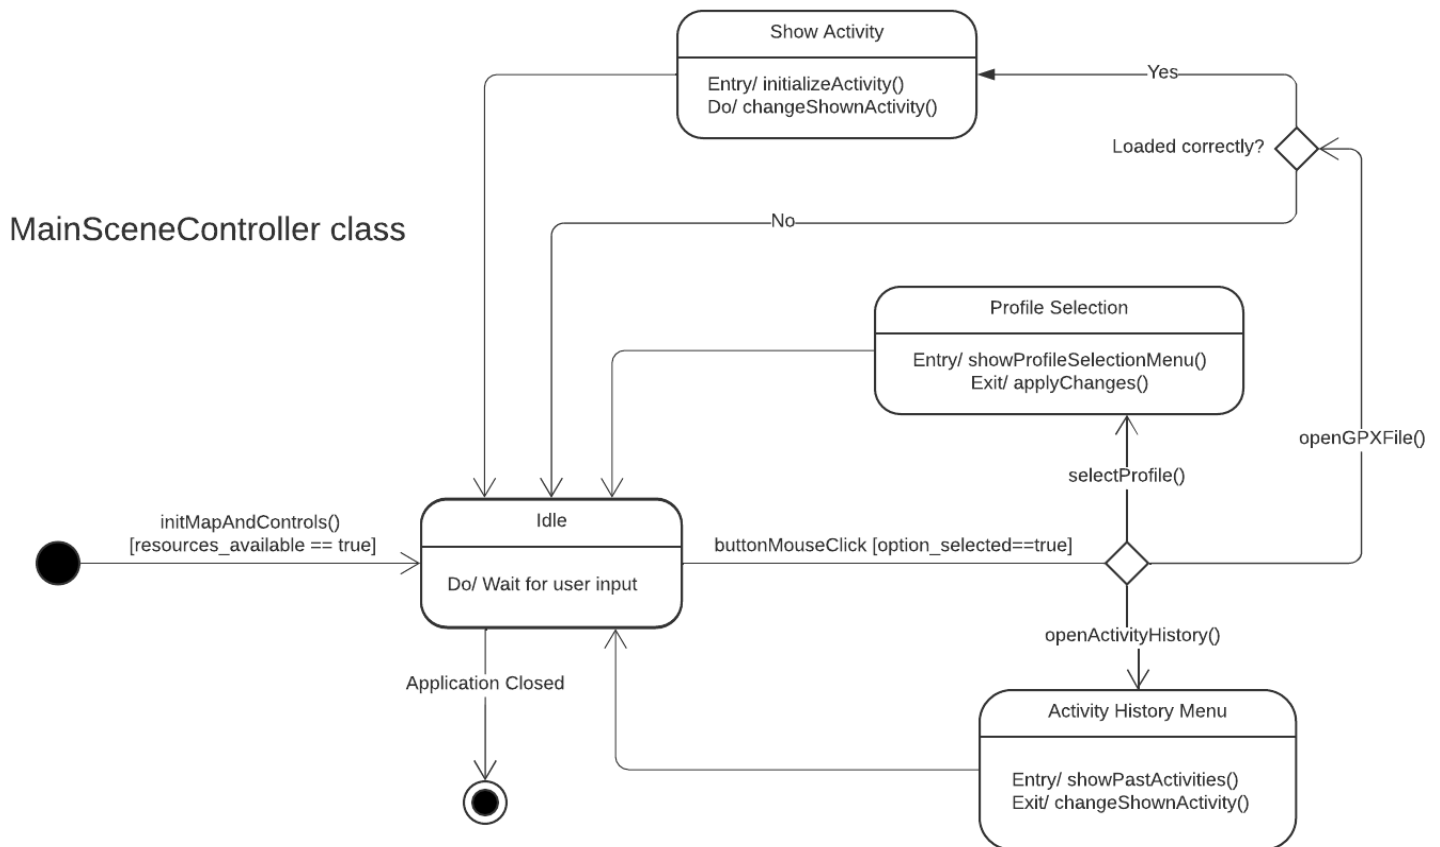 Show Activity
Entry/ initializeActivity()
Do/ changeShownActivity()
Yes
Loaded correctly?
No
MainSceneController class
Profile Selection
Entry/ showProfileSelectionMenu()
Exit/ applyChanges()
openGPXFile()
selectProfile()
initMapAndControls()
[resources_available == true]
Idle
Do/ Wait for user input
buttonMouseClick [option_selected==true]
openActivityHistory()
Application Closed
Activity History Menu
Entry/ showPastActivities()
Exit/ changeShownActivity()